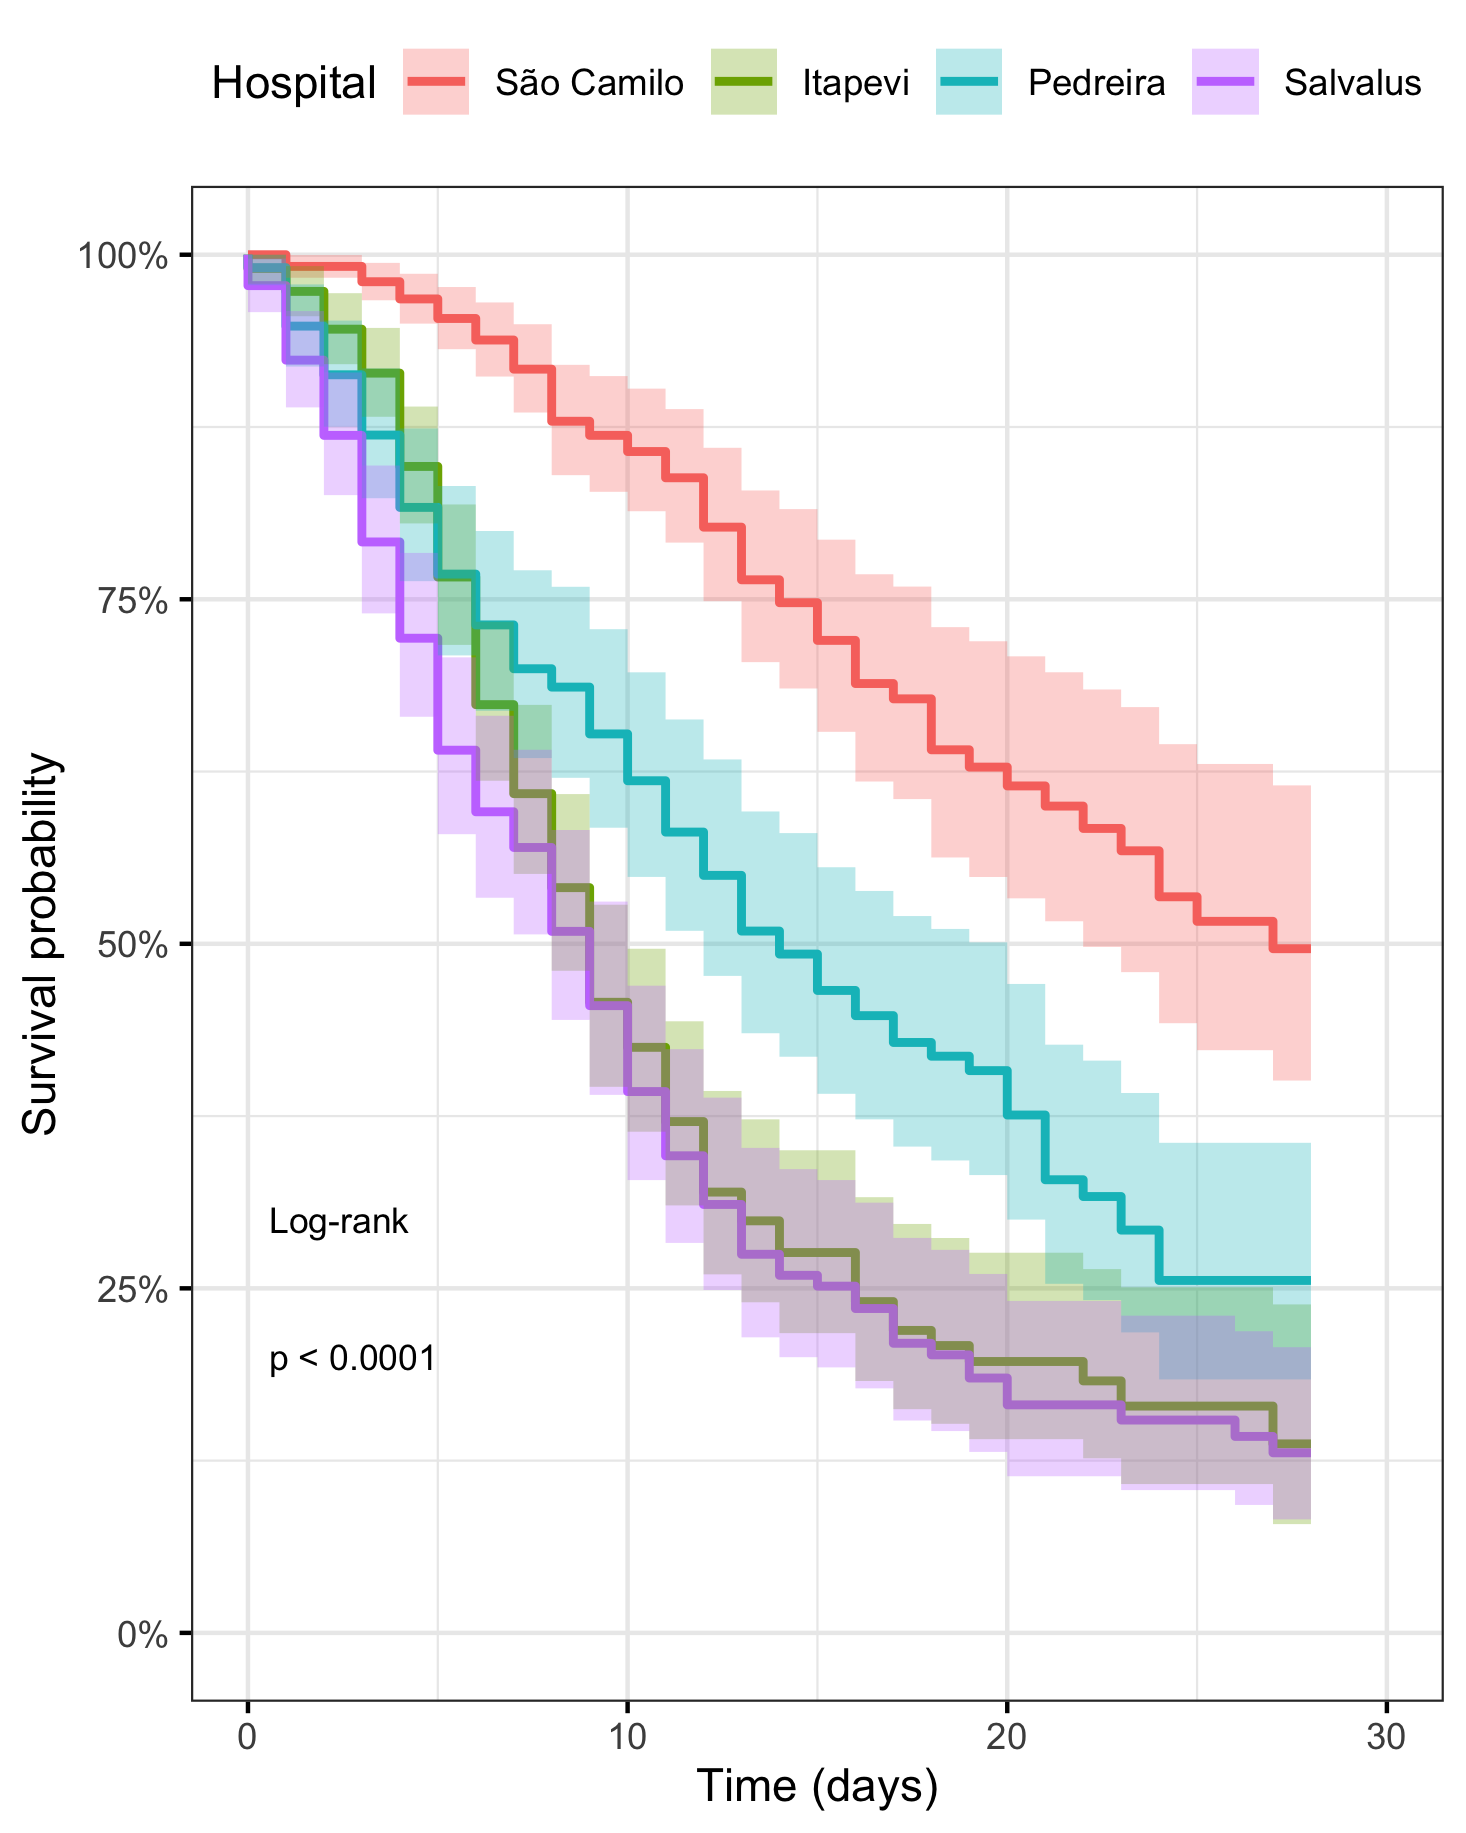 Hospital São Camilo Itapevi Pedreira Salvalus
100%
75%
50%
25%
0%
Survival probability
Log-rank
p < 0.0001
0 10 20 30
Time (days)